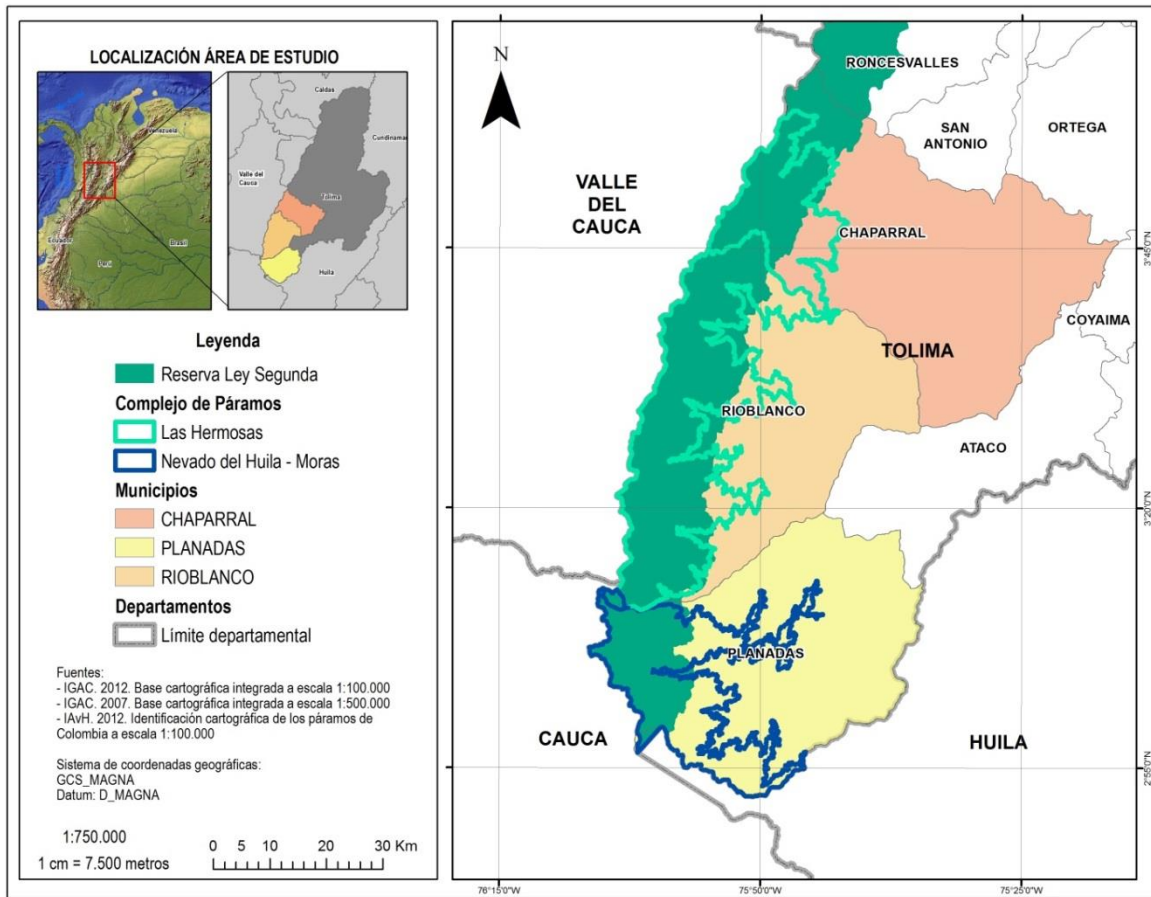 LOCALIZACIÓN ÁREA DE ESTUDIO
Venezuela
Ecuador
Perú
Brasil
Caldas
Cundinamar
Valle del
Cauca
Tolima
Huila
Leyenda
Reserva Ley Segunda
Complejo de Páramos
Las Hermosas
Nevado del Huila - Moras
Municipios
CHAPARRAL
PLANADAS
RIOBLANCO
Departamentos
Límite departamental
Fuentes:
- IGAC. 2012. Base cartográfica integrada a escala 1:100.000
- IGAC. 2007. Base cartográfica integrada a escala 1:500.000
- IAvH. 2012. Identificación cartográfica de los páramos de
Colombia a escala 1:100.000
Sistema de coordenadas geográficas:
GCS_MAGNA
Datum: D_MAGNA
1:750.000
1 cm = 7.500 metros
0 5 10 20 30 Km
N
RONCESVALLES
SAN
ANTONIO
ORTEGA
VALLE
DEL
CAUCA
CHAPARRAL
COYAIMA
TOLIMA
RIOBLANCO
ATACO
PLANADAS
CAUCA
HUILA
3°45'0"N
3°20'0"N
2°55'0"N
76°15'0"W
75°50'0"W
75°25'0"W